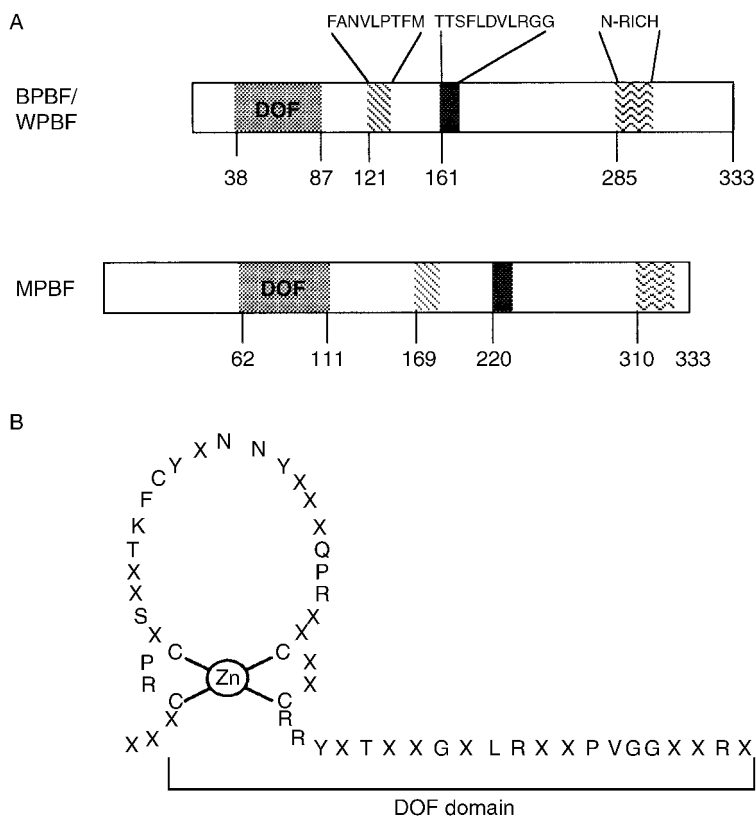 A
FANVLPTFM TTSFLDVLRGG N-RICH
BPBF/
WPBF
DOF
38 87 121 161 285 333
MPBF
DOF
62 111 169 220 310 333
B
N N
X Y
Y X
C X
F X
K Q
T P
X R
X X
S X
X X
C C
P X
R Zn
C C
X R
X R
X
Y X T X X G X L R X X P V G G X X R X
DOF domain